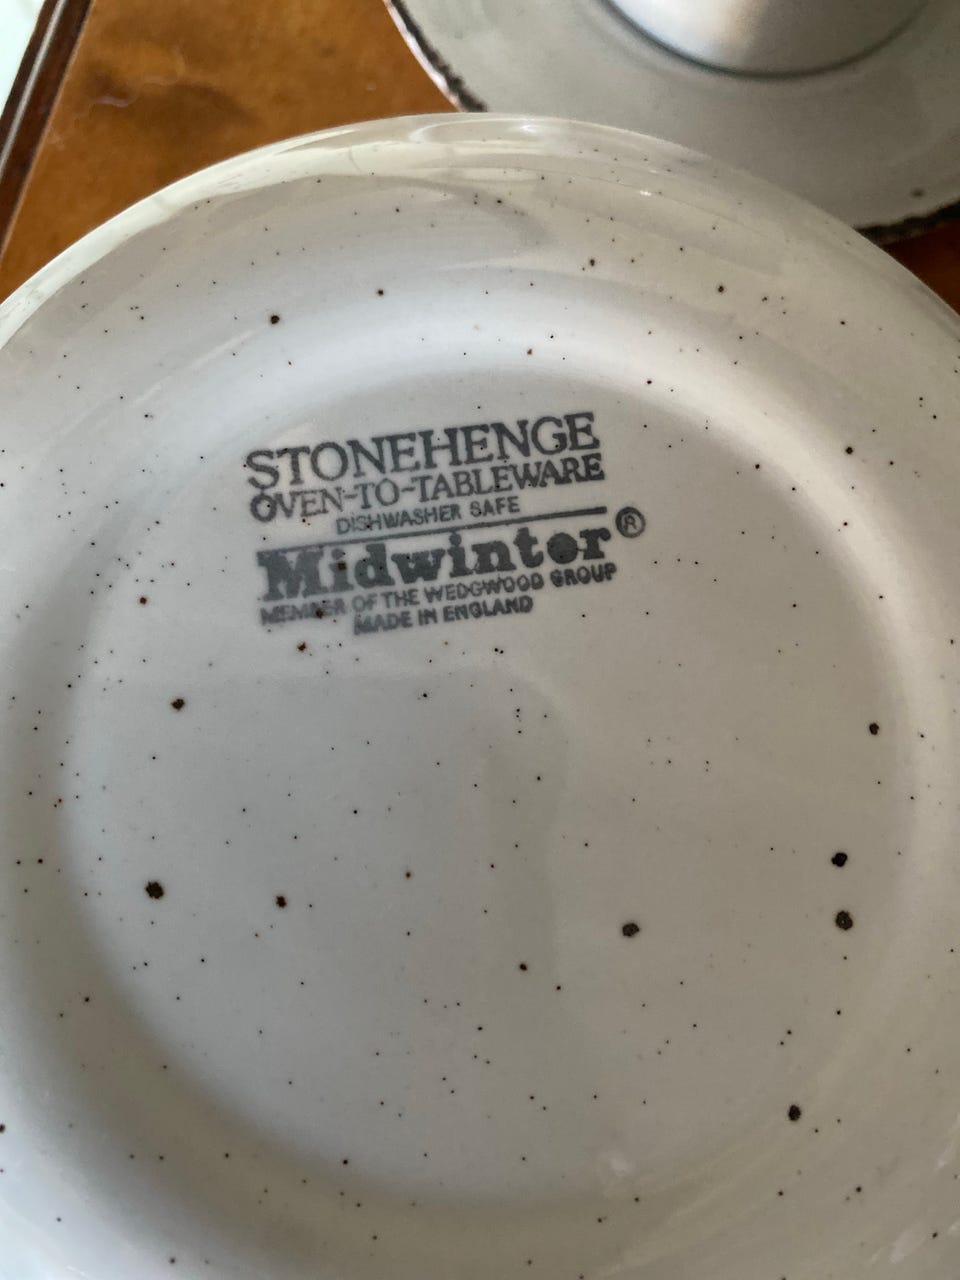 STONEHENGE
OVEN-TO-TABLEWARE
DISHWASHER SAFE
Midwinter®
MEMBER OF THE WEDGWOOD GROUP
MADE IN ENGLAND